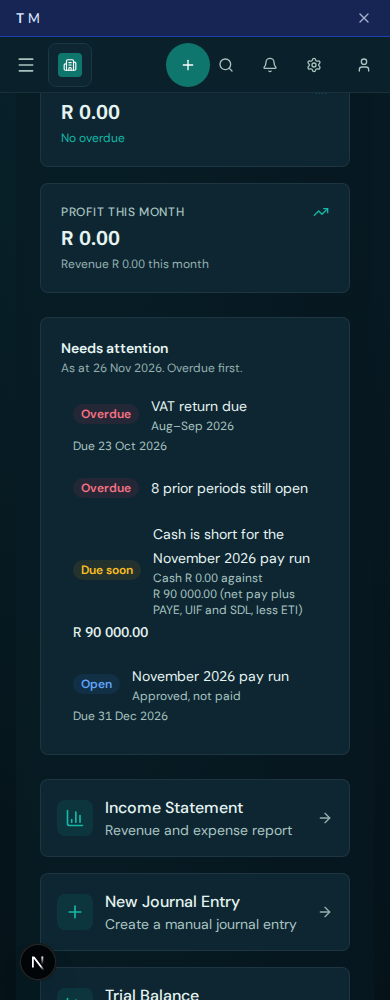 T M
R 0.00
No overdue
PROFIT THIS MONTH
R 0.00
Revenue R 0.00 this month
Needs attention
As at 26 Nov 2026. Overdue first.
Overdue
VAT return due
Aug–Sep 2026
Due 23 Oct 2026
Overdue
8 prior periods still open
Due soon
Cash is short for the
November 2026 pay run
Cash R 0.00 against
R 90 000.00 (net pay plus
PAYE, UIF and SDL, less ETI)
R 90 000.00
Open
November 2026 pay run
Approved, not paid
Due 31 Dec 2026
Income Statement
Revenue and expense report
New Journal Entry
Create a manual journal entry
N
Trial Balance